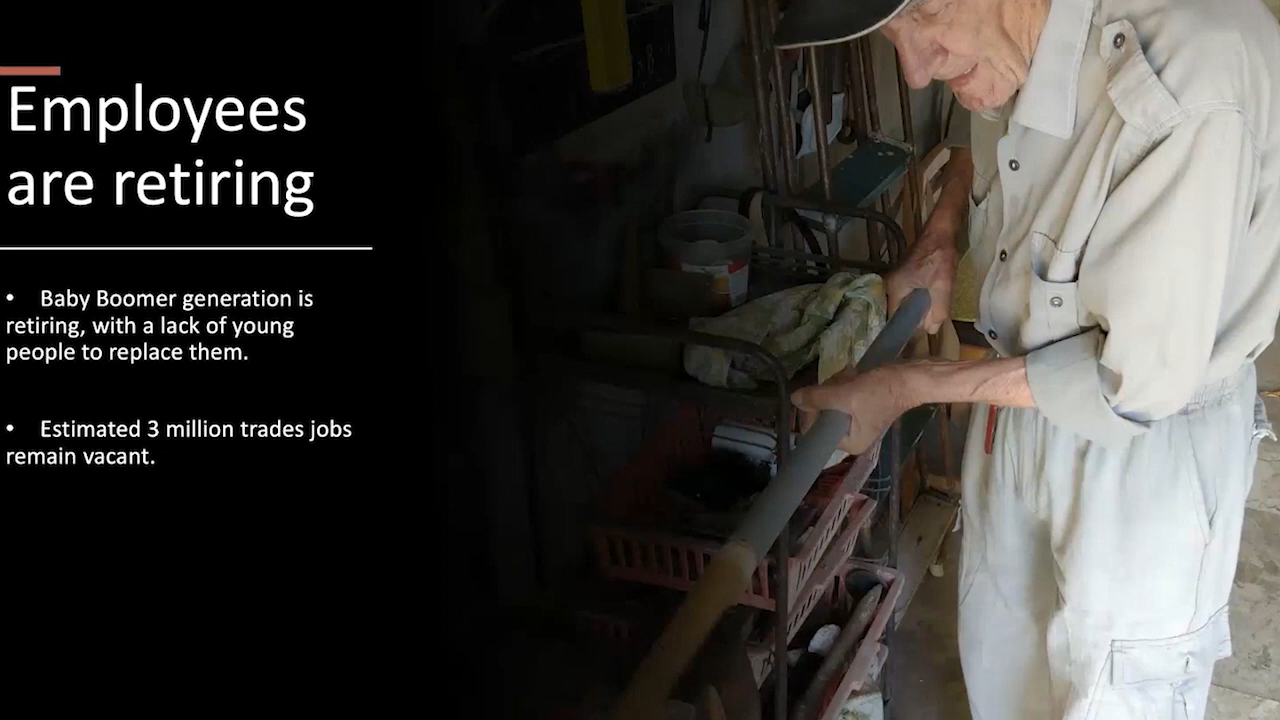 Employees
are retiring
• Baby Boomer generation is
retiring, with a lack of young
people to replace them.
• Estimated 3 million trades jobs
remain vacant.